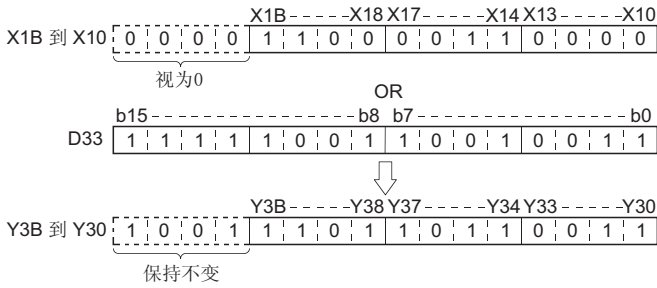 X1B-----X18 X17------X14 X13-----X10
X1B 到 X10 0 0 0 0 1 1 0 0 0 0 1 1 0 0 0 0
视为0
OR
b15-----------------b8 b7-----------------b0
D33 1 1 1 1 1 0 0 1 1 0 0 1 0 0 1 1
Y3B-----Y38 Y37-----Y34 Y33-----Y30
Y3B 到 Y30 1 0 0 1 1 1 0 1 1 0 1 1 0 0 1 1
保持不变